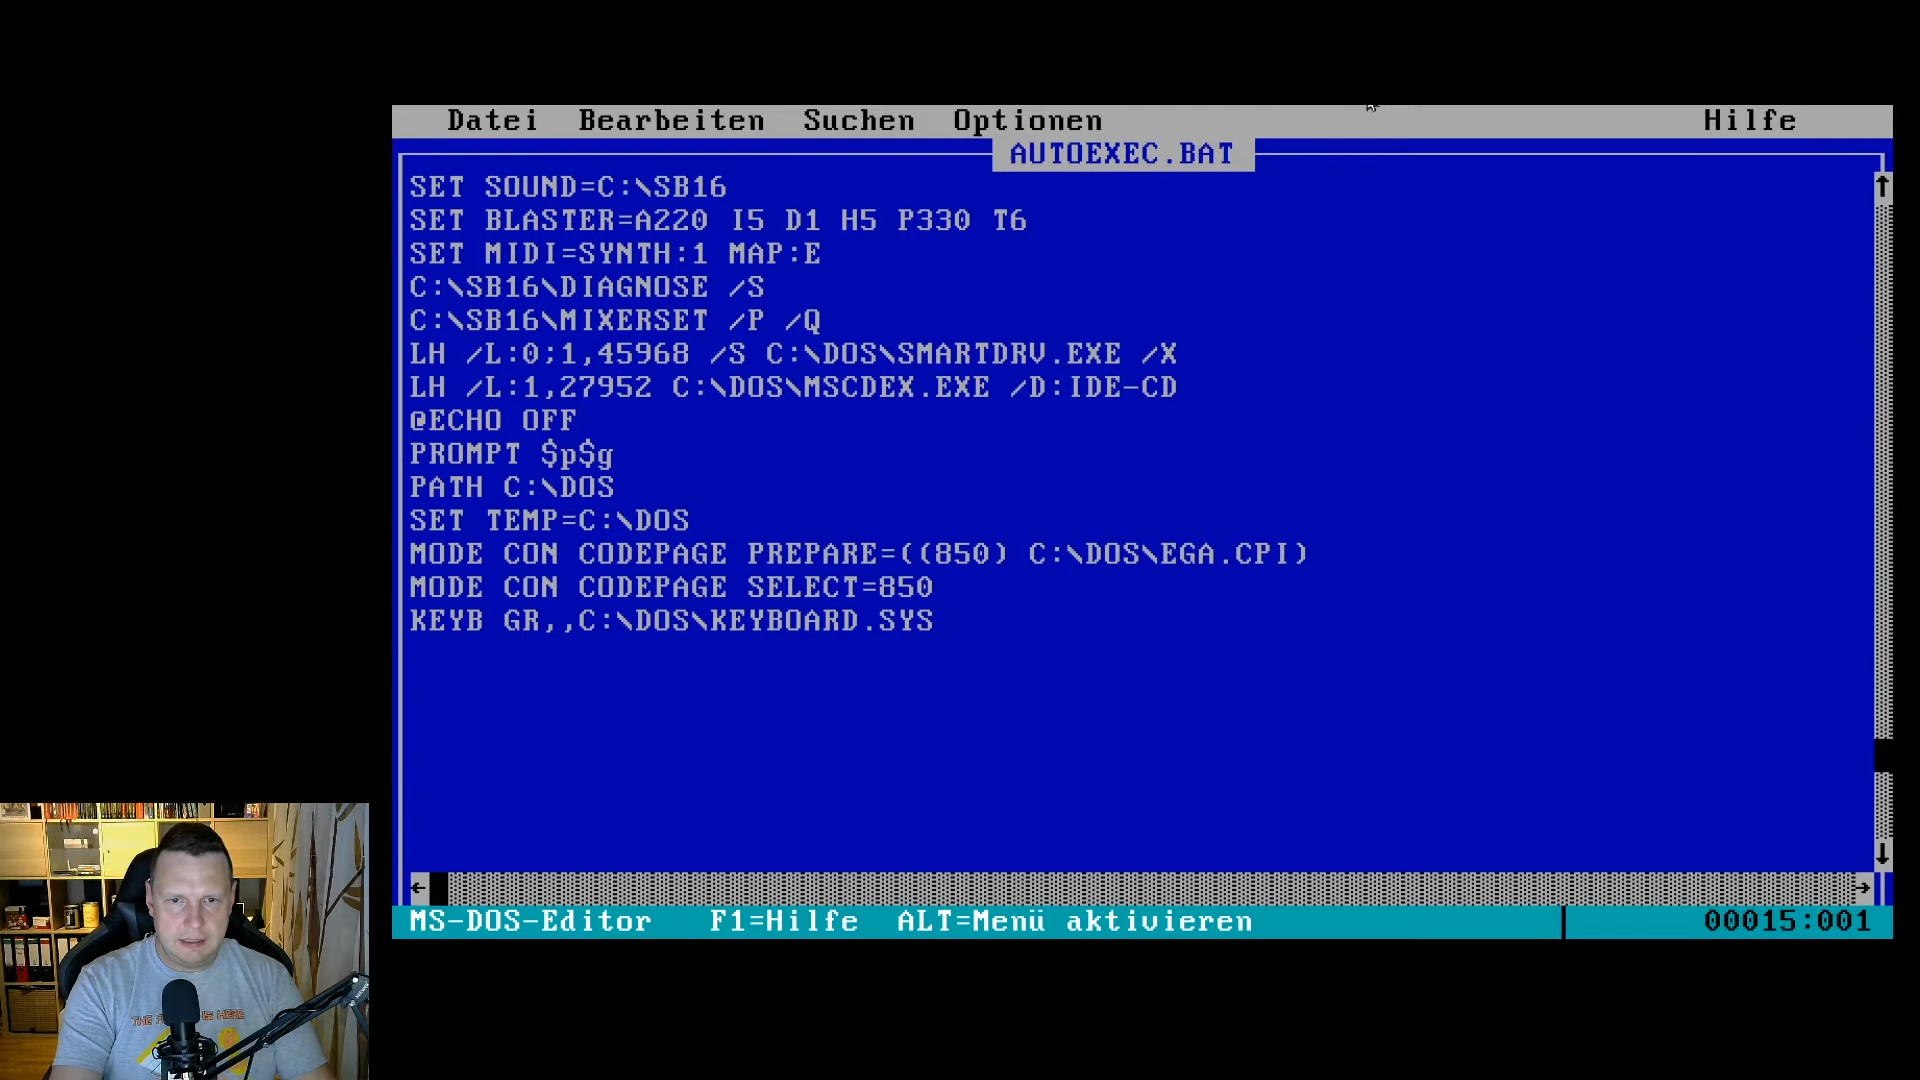 Datei Bearbeiten Suchen Optionen Hilfe
AUTOEXEC.BAT
SET SOUND=C:\SB16
SET BLASTER=A220 I5 D1 H5 P330 T6
SET MIDI=SYNTH:1 MAP:E
C:\SB16\DIAGNOSE /S
C:\SB16\MIXERSET /P /Q
LH /L:0;1,45968 /S C:\DOS\SMARTDRV.EXE /X
LH /L:1,27952 C:\DOS\MSCDEX.EXE /D:IDE-CD
@ECHO OFF
PROMPT $p$g
PATH C:\DOS
SET TEMP=C:\DOS
MODE CON CODEPAGE PREPARE=((850) C:\DOS\EGA.CPI)
MODE CON CODEPAGE SELECT=850
KEYB GR,,C:\DOS\KEYBOARD.SYS
MS-DOS-Editor F1=Hilfe ALT=Menü aktivieren 00015:001
THE IS HERE